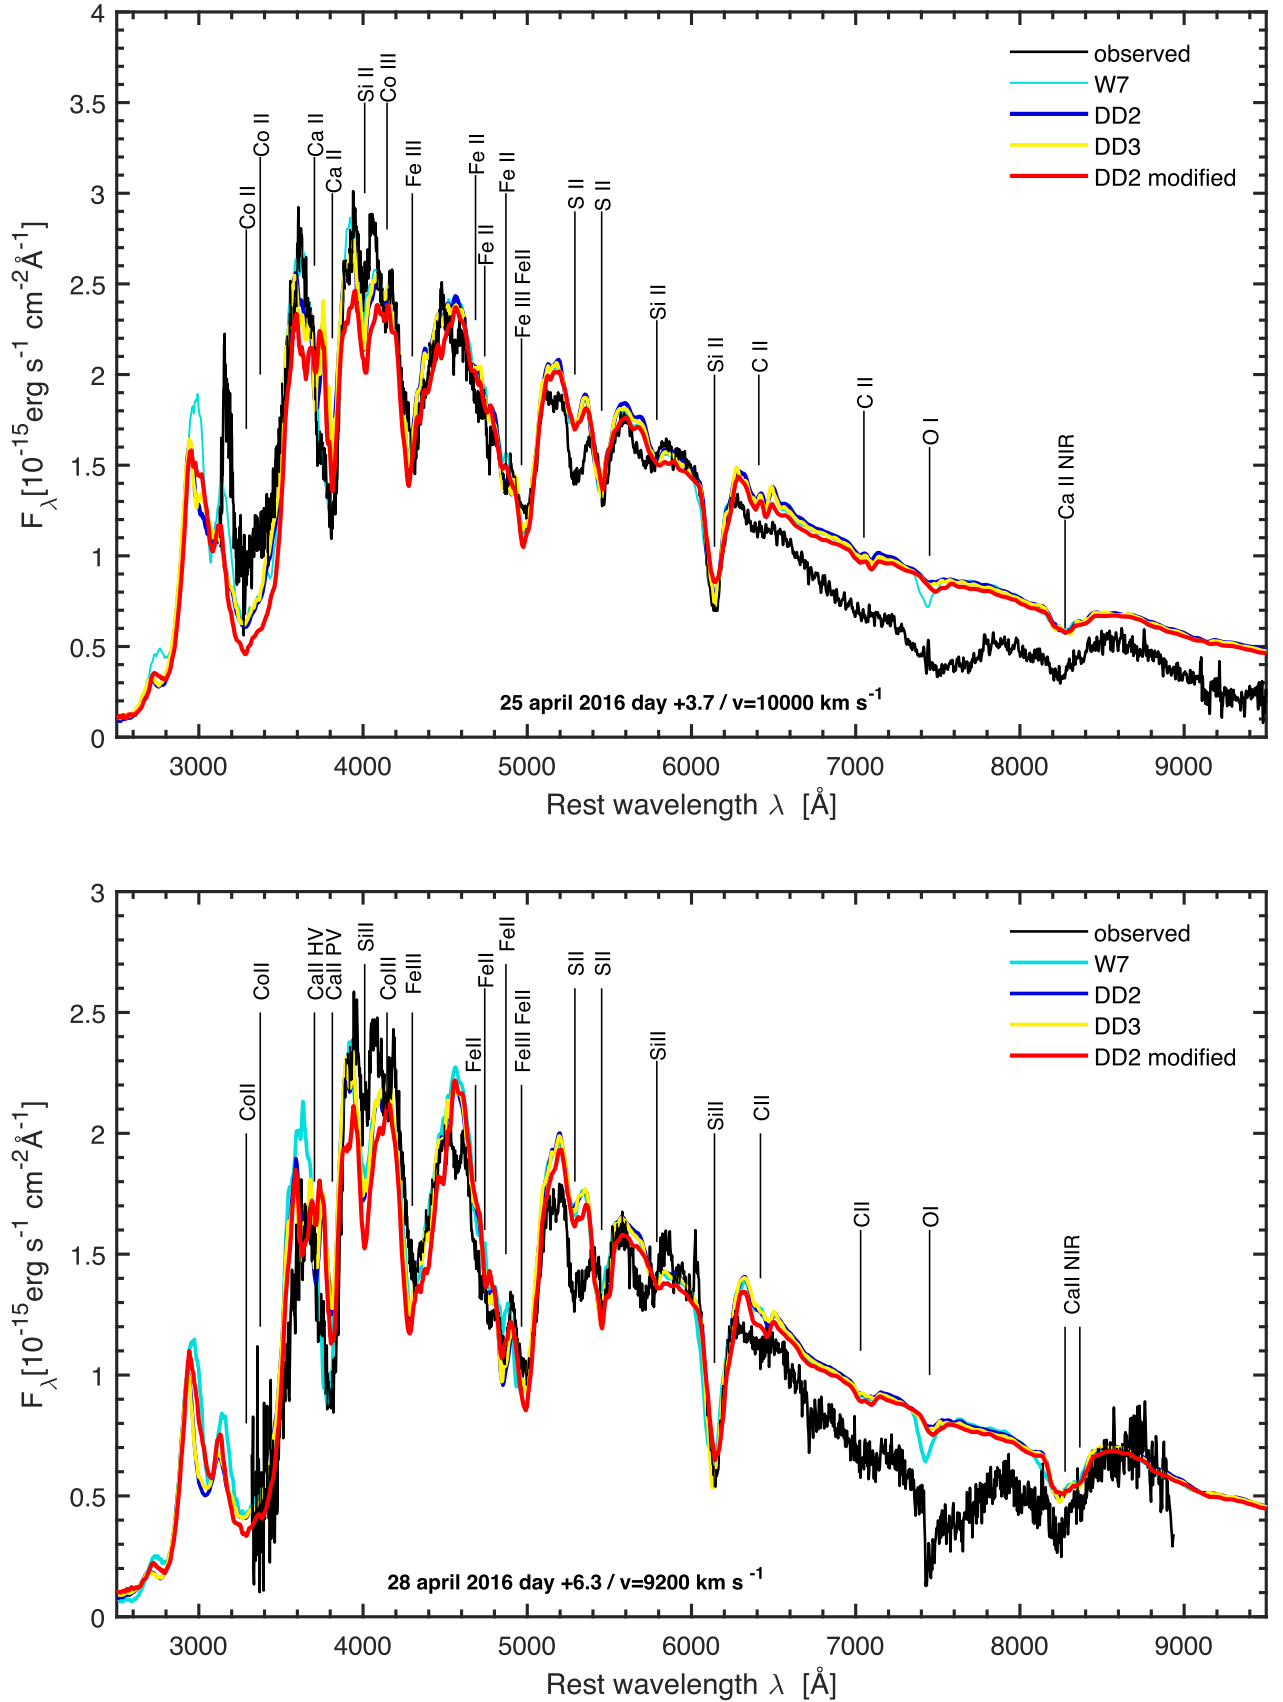 4
3.5
3
2.5
2
1.5
1
0.5
0
F λ [10⁻¹⁵erg s⁻¹ cm⁻²Å⁻¹]
observed
W7
DD2
DD3
DD2 modified
Co II
Co II
Ca II
Ca II
Si II
Co III
Fe III
Fe II
Fe II
Fe II
Fe III FeII
S II
S II
Si II
Si II
C II
C II
O I
Ca II NIR
25 april 2016 day +3.7 / v=10000 km s⁻¹
3000 4000 5000 6000 7000 8000 9000
Rest wavelength λ [Å]
3
2.5
2
1.5
1
0.5
0
F λ [10⁻¹⁵erg s⁻¹ cm⁻²Å⁻¹]
observed
W7
DD2
DD3
DD2 modified
CoII
CoII
CaII HV
CaII PV
SiII
CoIII
FeIII
FeII
FeII
FeII
FeIII FeII
SII
SII
SiII
SiII
CII
CII
OI
CaII NIR
28 april 2016 day +6.3 / v=9200 km s⁻¹
3000 4000 5000 6000 7000 8000 9000
Rest wavelength λ [Å]